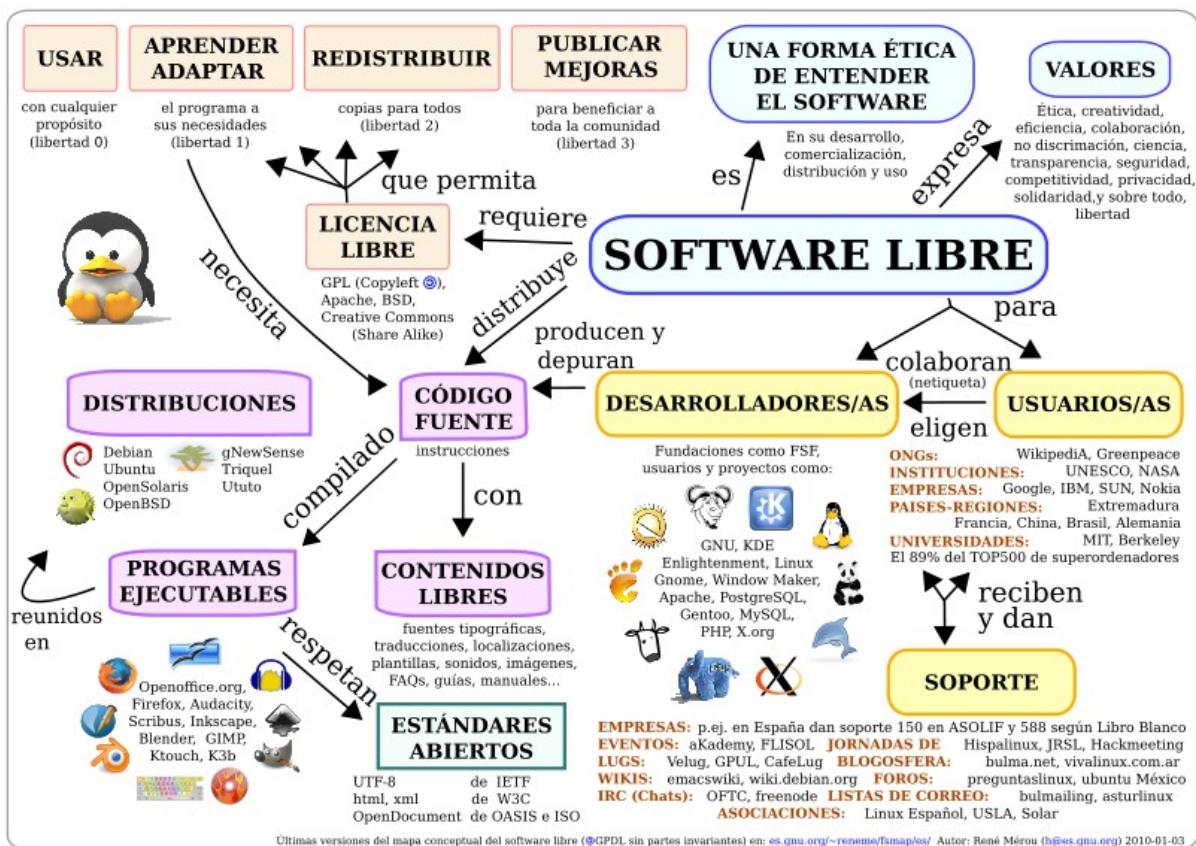 USAR
con cualquier
propósito
(libertad 0)
APRENDER
ADAPTAR
el programa a
sus necesidades
(libertad 1)
REDISTRIBUIR
copias para todos
(libertad 2)
PUBLICAR
MEJORAS
para beneficiar a
toda la comunidad
(libertad 3)
UNA FORMA ÉTICA
DE ENTENDER
EL SOFTWARE
En su desarrollo,
comercialización,
distribución y uso
VALORES
Ética, creatividad,
eficiencia, colaboración,
no discrimación, ciencia,
transparencia, seguridad,
competitividad, privacidad,
solidaridad,y sobre todo,
libertad
es
expresa
que permita
LICENCIA
LIBRE
GPL (Copyleft),
Apache, BSD,
Creative Commons
(Share Alike)
requiere
SOFTWARE LIBRE
necesita
distribuye
para
producen y
depuran
colaboran
(netiqueta)
eligen
DISTRIBUCIONES
Debian
Ubuntu
OpenSolaris
OpenBSD
gNewSense
Triquel
Ututo
CÓDIGO
FUENTE
instrucciones
DESARROLLADORES/AS
Fundaciones como FSF,
usuarios y proyectos como:
GNU, KDE
Enlightenment, Linux
Gnome, Window Maker,
Apache, PostgreSQL,
Gentoo, MySQL,
PHP, X.org
USUARIOS/AS
ONGs: WikipediA, Greenpeace
INSTITUCIONES: UNESCO, NASA
EMPRESAS: Google, IBM, SUN, Nokia
PAISES-REGIONES: Extremadura
Francia, China, Brasil, Alemania
UNIVERSIDADES: MIT, Berkeley
El 89% del TOP500 de superordenadores
compilado
con
PROGRAMAS
EJECUTABLES
reunidos
en
Openoffice.org,
Firefox, Audacity,
Scribus, Inkscape,
Blender, GIMP,
Ktouch, K3b
respetan
CONTENIDOS
LIBRES
fuentes tipográficas,
traducciones, localizaciones,
plantillas, sonidos, imágenes,
FAQs, guías, manuales...
ESTÁNDARES
ABIERTOS
UTF-8 de IETF
html, xml de W3C
OpenDocument de OASIS e ISO
reciben
y dan
SOPORTE
EMPRESAS: p.ej. en España dan soporte 150 en ASOLIF y 588 según Libro Blanco
EVENTOS: aKademy, FLISOL JORNADAS DE Hispalinux, JRSL, Hackmeeting
LUGS: Velug, GPUL, CafeLug BLOGOSFERA: bulma.net, vivalinux.com.ar
WIKIS: emacswiki, wiki.debian.org FOROS: preguntaslinux, ubuntu México
IRC (Chats): OFTC, freenode LISTAS DE CORREO: bulmailing, asturlinux
ASOCIACIONES: Linux Español, USLA, Solar
Últimas versiones del mapa conceptual del software libre (GPDL sin partes invariantes) en: es.gnu.org/~reneme/fsmap/es/ Autor: René Mérou (h@es.gnu.org) 2010-01-03